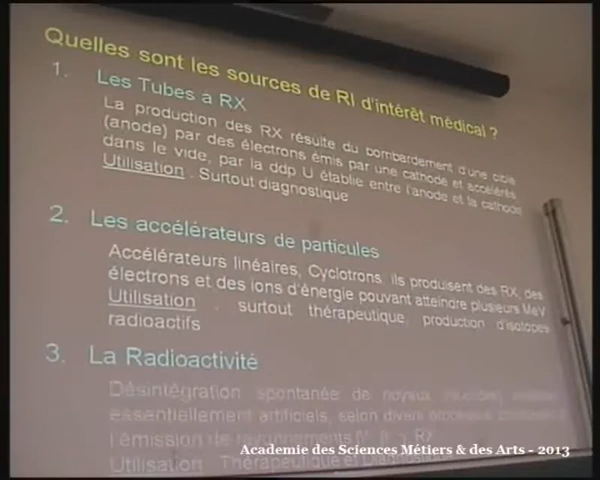 Quelles sont les sources de RI d'intérêt médical ?
1. Les Tubes a RX
La production des RX résulte du bombardement d'une cible
(anode) par des électrons émis par une cathode et accélérés
dans le vide, par la ddp U établie entre l'anode et la cathode
Utilisation : Surtout diagnostique
2. Les accélérateurs de particules
Accélérateurs linéaires, Cyclotrons, ils produisent des RX, des
électrons et des ions d'énergie pouvant atteindre plusieurs MeV
Utilisation : surtout thérapeutique, production d'isotopes
radioactifs
3. La Radioactivité
Désintégration spontanée de noyaux
essentiellement artificiels, selon divers processus
l'émission de rayonnements
Utilisation : Thérapeutique et
Academie des Sciences Métiers & des Arts - 2013